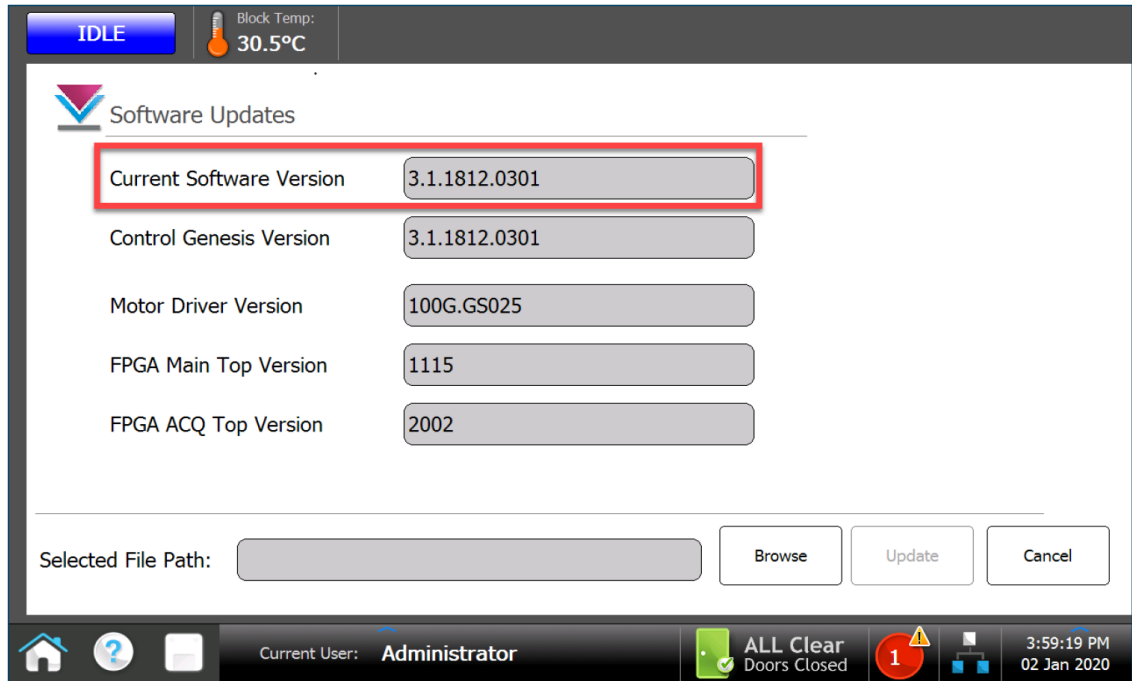 IDLE
Block Temp:
30.5°C
Software Updates
Current Software Version 3.1.1812.0301
Control Genesis Version 3.1.1812.0301
Motor Driver Version 100G.GS025
FPGA Main Top Version 1115
FPGA ACQ Top Version 2002
Selected File Path: Browse Update Cancel
? Current User: Administrator
ALL Clear
Doors Closed
1
3:59:19 PM
02 Jan 2020